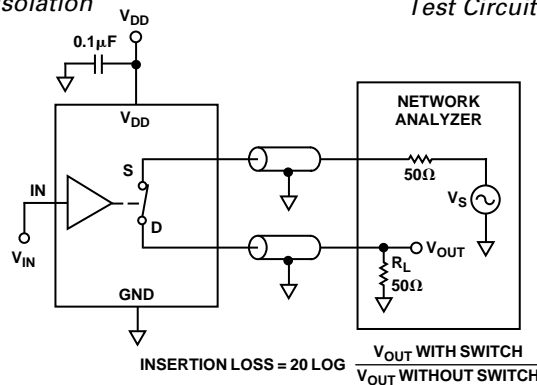 solation
Test Circuit
VDD
0.1µF
VDD
NETWORK
ANALYZER
S
IN
50Ω
VS
D
VIN
VOUT
RL
50Ω
GND
INSERTION LOSS = 20 LOG VOUT WITH SWITCH
VOUT WITHOUT SWITCH